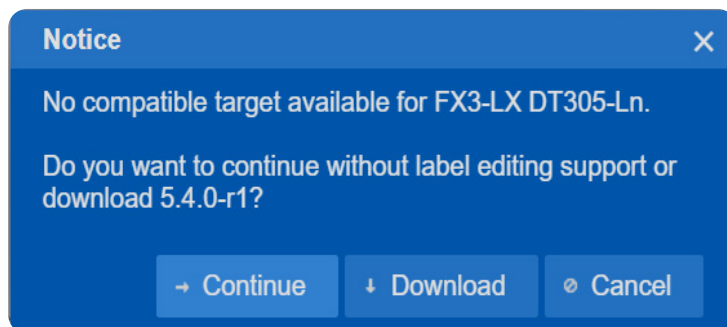 Notice
No compatible target available for FX3-LX DT305-Ln.
Do you want to continue without label editing support or
download 5.4.0-r1?
Continue
Download
Cancel